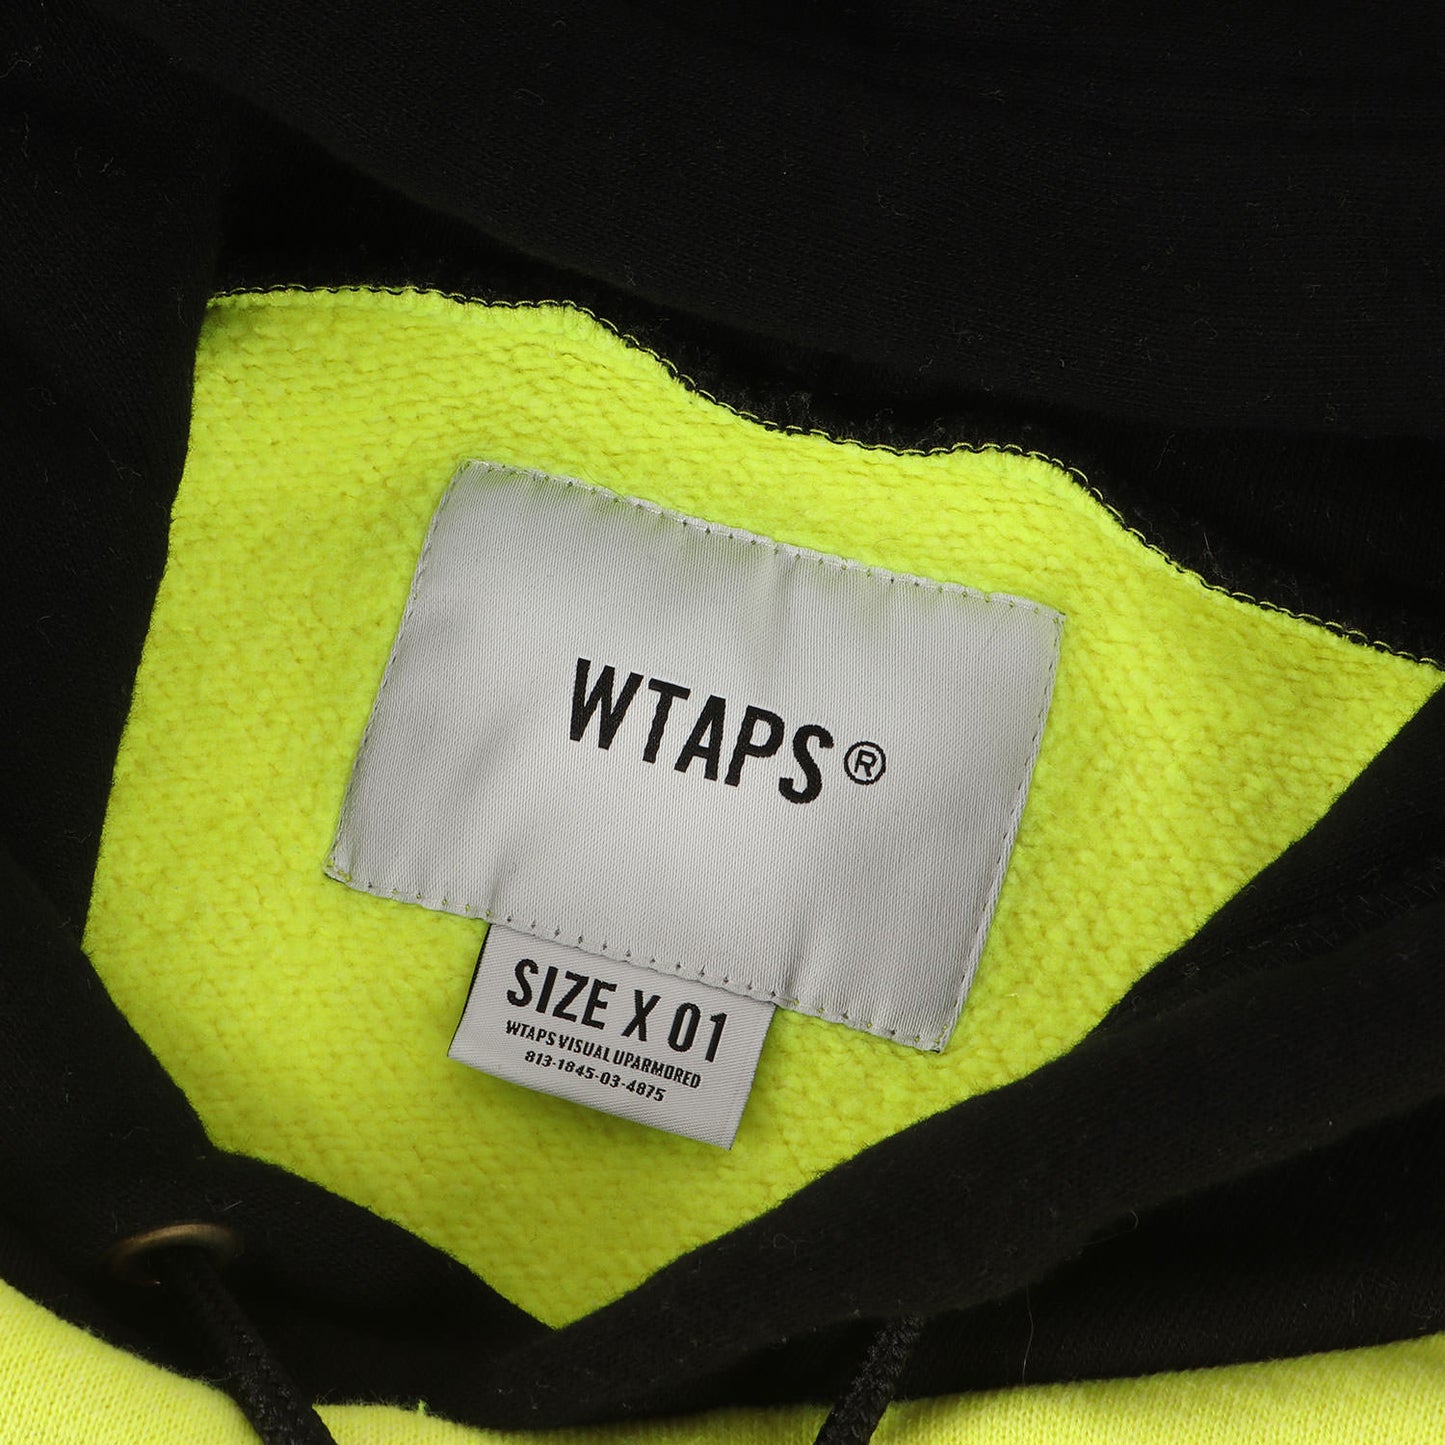 WTAPS®
SIZE X 01
WTAPS VISUAL UPARMORED
813-1845-03-4875